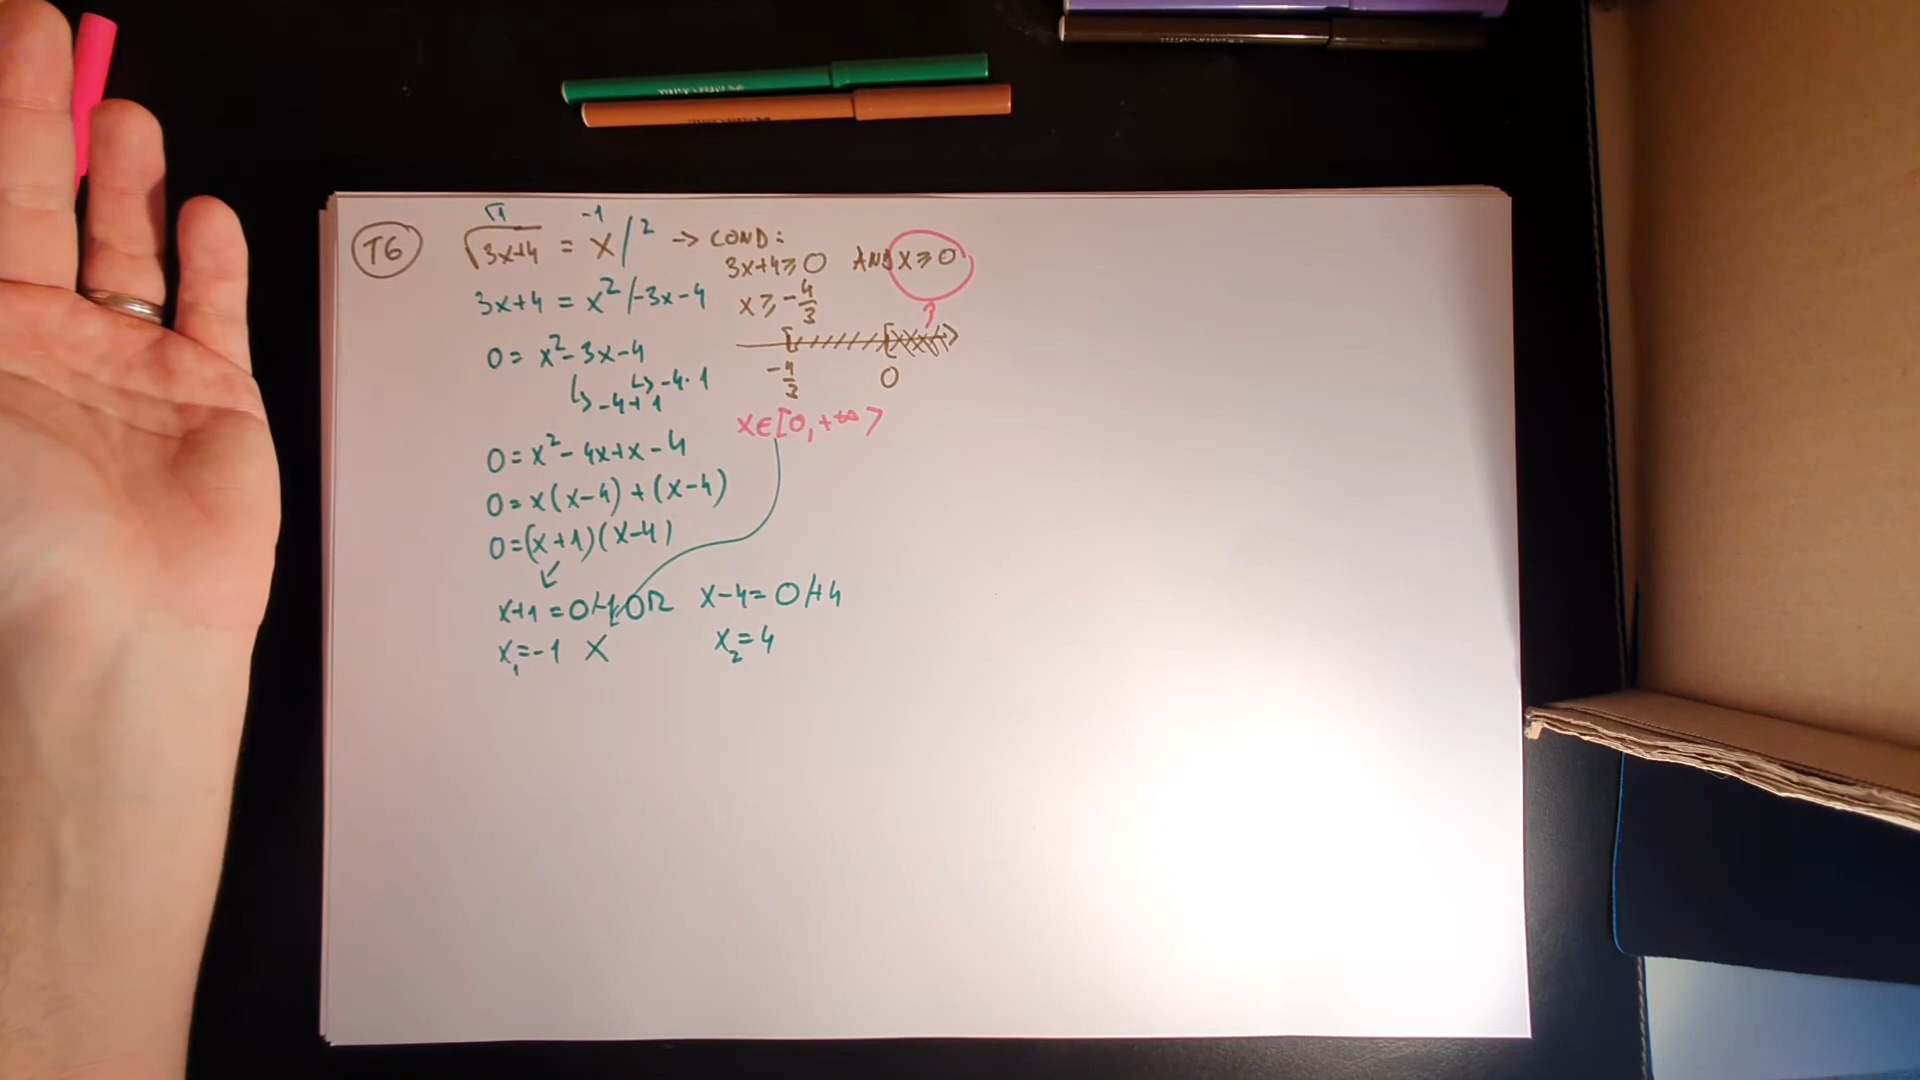 T6
√1 -1
√3x+4 = x /² → COND:
3x+4 ≥ 0 AND x ≥ 0
3x+4 = x² /-3x-4
x ≥ -4/3
?
0 = x²-3x-4
-4/3 0
↳ -4·1
↳ -4+1
x∈[0,+∞>
0 = x² - 4x+x - 4
0 = x(x-4) + (x-4)
0 = (x+1)(x-4)
x+1 = 0 /-1 OR x-4 = 0 /+4
x₁ = -1 X x₂ = 4